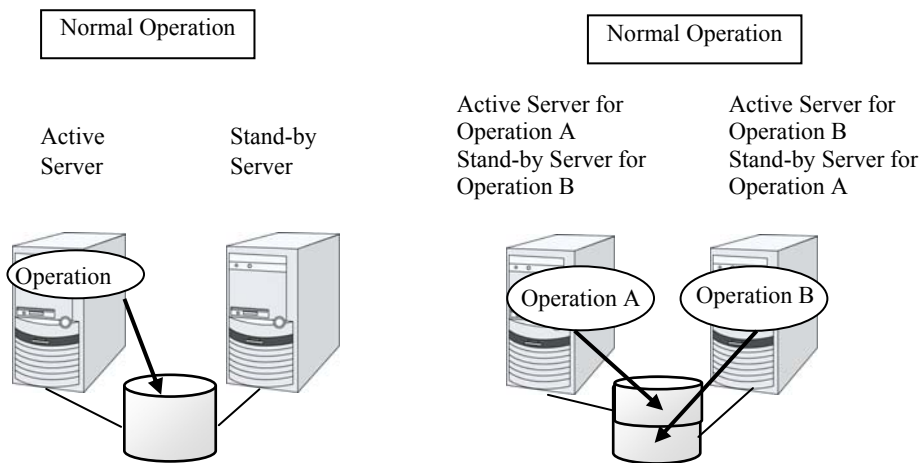 Normal Operation
Active
Server
Stand-by
Server
Operation
Normal Operation
Active Server for
Operation A
Stand-by Server for
Operation B
Active Server for
Operation B
Stand-by Server for
Operation A
Operation A
Operation B